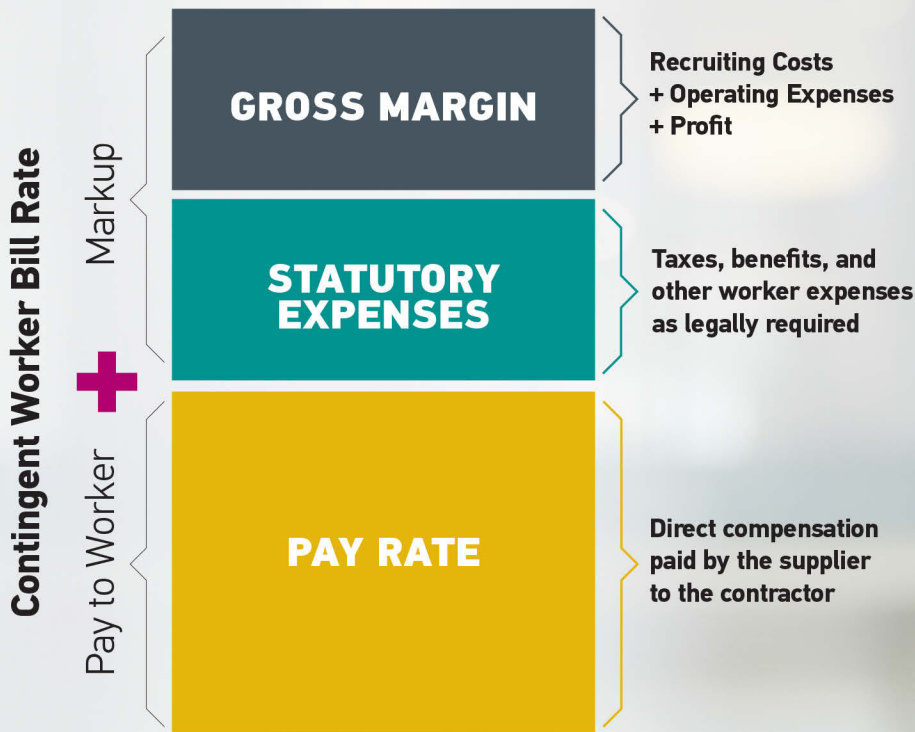 Contingent Worker Bill Rate
Markup
+
Pay to Worker
GROSS MARGIN
Recruiting Costs
+ Operating Expenses
+ Profit
STATUTORY
EXPENSES
Taxes, benefits, and
other worker expenses
as legally required
PAY RATE
Direct compensation
paid by the supplier
to the contractor